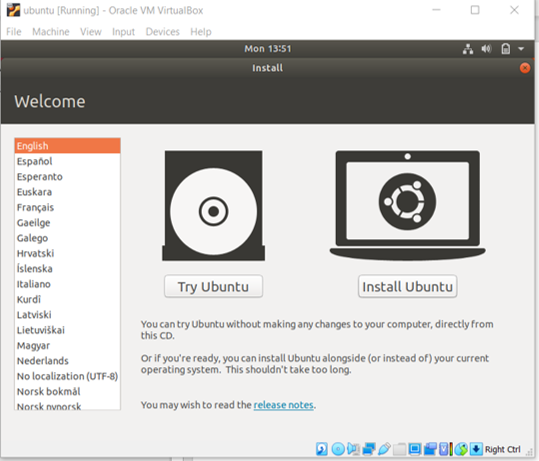 ubuntu [Running] - Oracle VM VirtualBox
File Machine View Input Devices Help
Mon 13:51
Install
Welcome
English
Español
Esperanto
Euskara
Français
Gaeilge
Galego
Hrvatski
Íslenska
Italiano
Kurdî
Latviski
Lietuviškai
Magyar
Nederlands
No localization (UTF-8)
Norsk bokmål
Norsk nynorsk
Try Ubuntu
Install Ubuntu
You can try Ubuntu without making any changes to your computer, directly from
this CD.
Or if you're ready, you can install Ubuntu alongside (or instead of) your current
operating system. This shouldn't take too long.
You may wish to read the release notes.
Right Ctrl